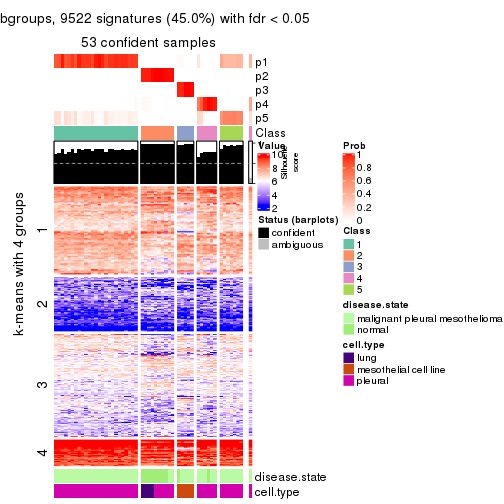 bgroups, 9522 signatures (45.0%) with fdr < 0.05
53 confident samples
p1
p2
p3
p4
p5
Class
Silhouette
score
k-means with 4 groups
1
2
3
4
disease.state
cell.type
Value
10
8
6
4
2
Status (barplots)
confident
ambiguous
Prob
1
0.8
0.6
0.4
0.2
0
Class
1
2
3
4
5
disease.state
malignant pleural mesothelioma
normal
cell.type
lung
mesothelial cell line
pleural